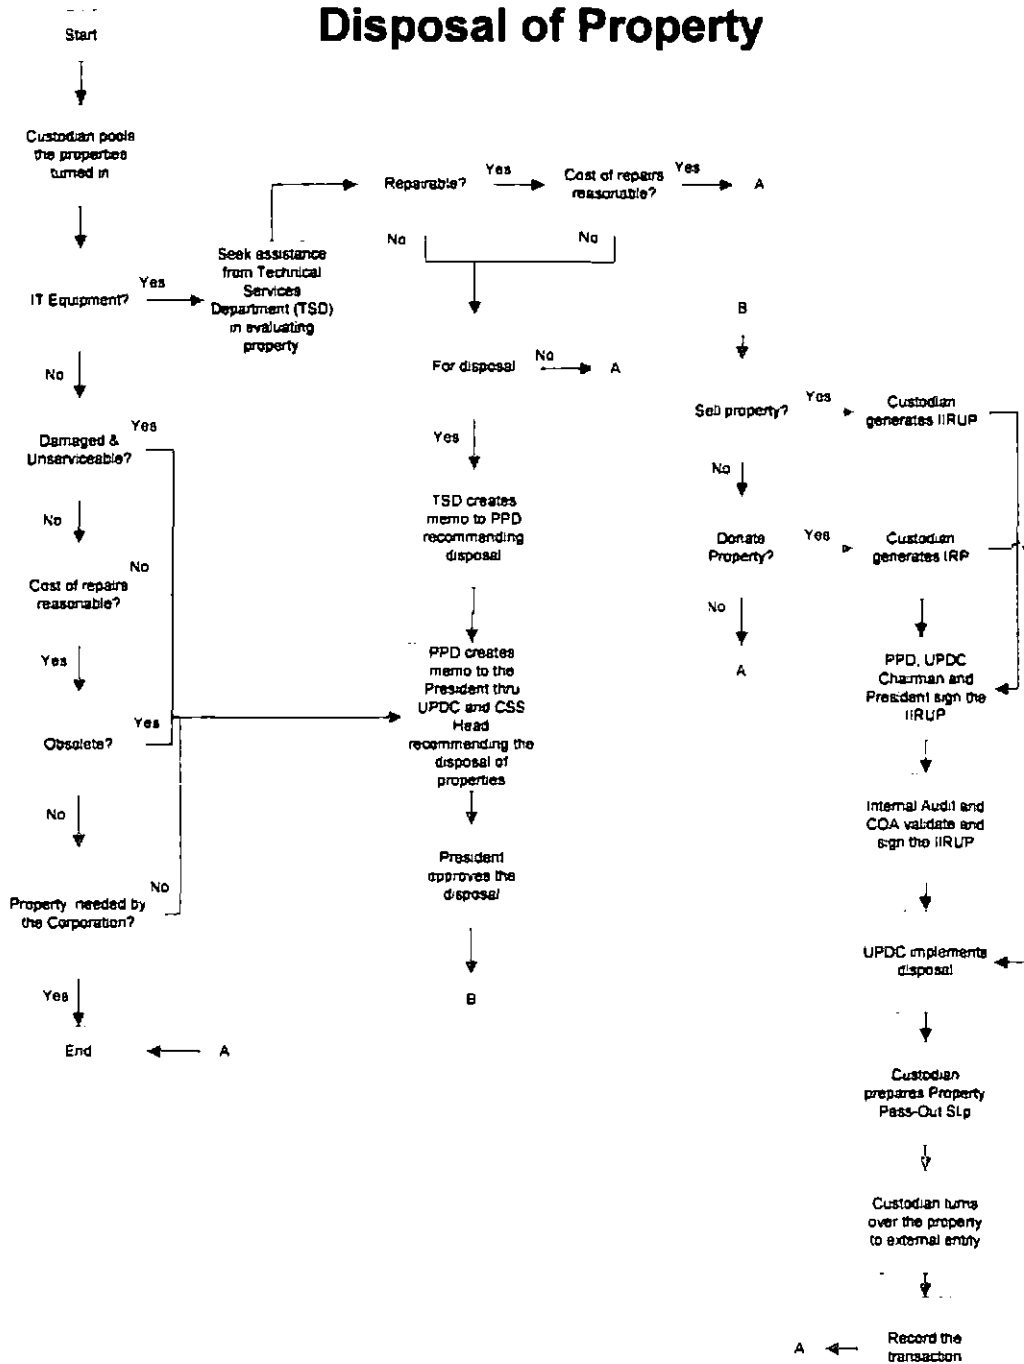 Disposal of Property
Start
Custodian pools
the properties
turned in
IT Equipment?
Yes
No
Seek assistance
from Technical
Services
Department (TSD)
in evaluating
property
Damaged &
Unserviceable?
Yes
No
Cost of repairs
reasonable?
No
Yes
Obsolete?
Yes
No
Property needed by
the Corporation?
No
Yes
End
A
Repairable?
Yes
No
Cost of repairs
reasonable?
Yes
No
A
For disposal
No
A
Yes
TSD creates
memo to PPD
recommending
disposal
PPD creates
memo to the
President thru
UPDC and CSS
Head
recommending the
disposal of
properties
President
approves the
disposal
B
B
Sell property?
Yes
No
Custodian
generates IIRUP
Donate
Property?
Yes
No
A
Custodian
generates IRP
PPD, UPDC
Chairman and
President sign the
IIRUP
Internal Audit and
COA validate and
sign the IIRUP
UPDC implements
disposal
Custodian
prepares Property
Pass-Out Slip
Custodian turns
over the property
to external entity
Record the
transaction
A